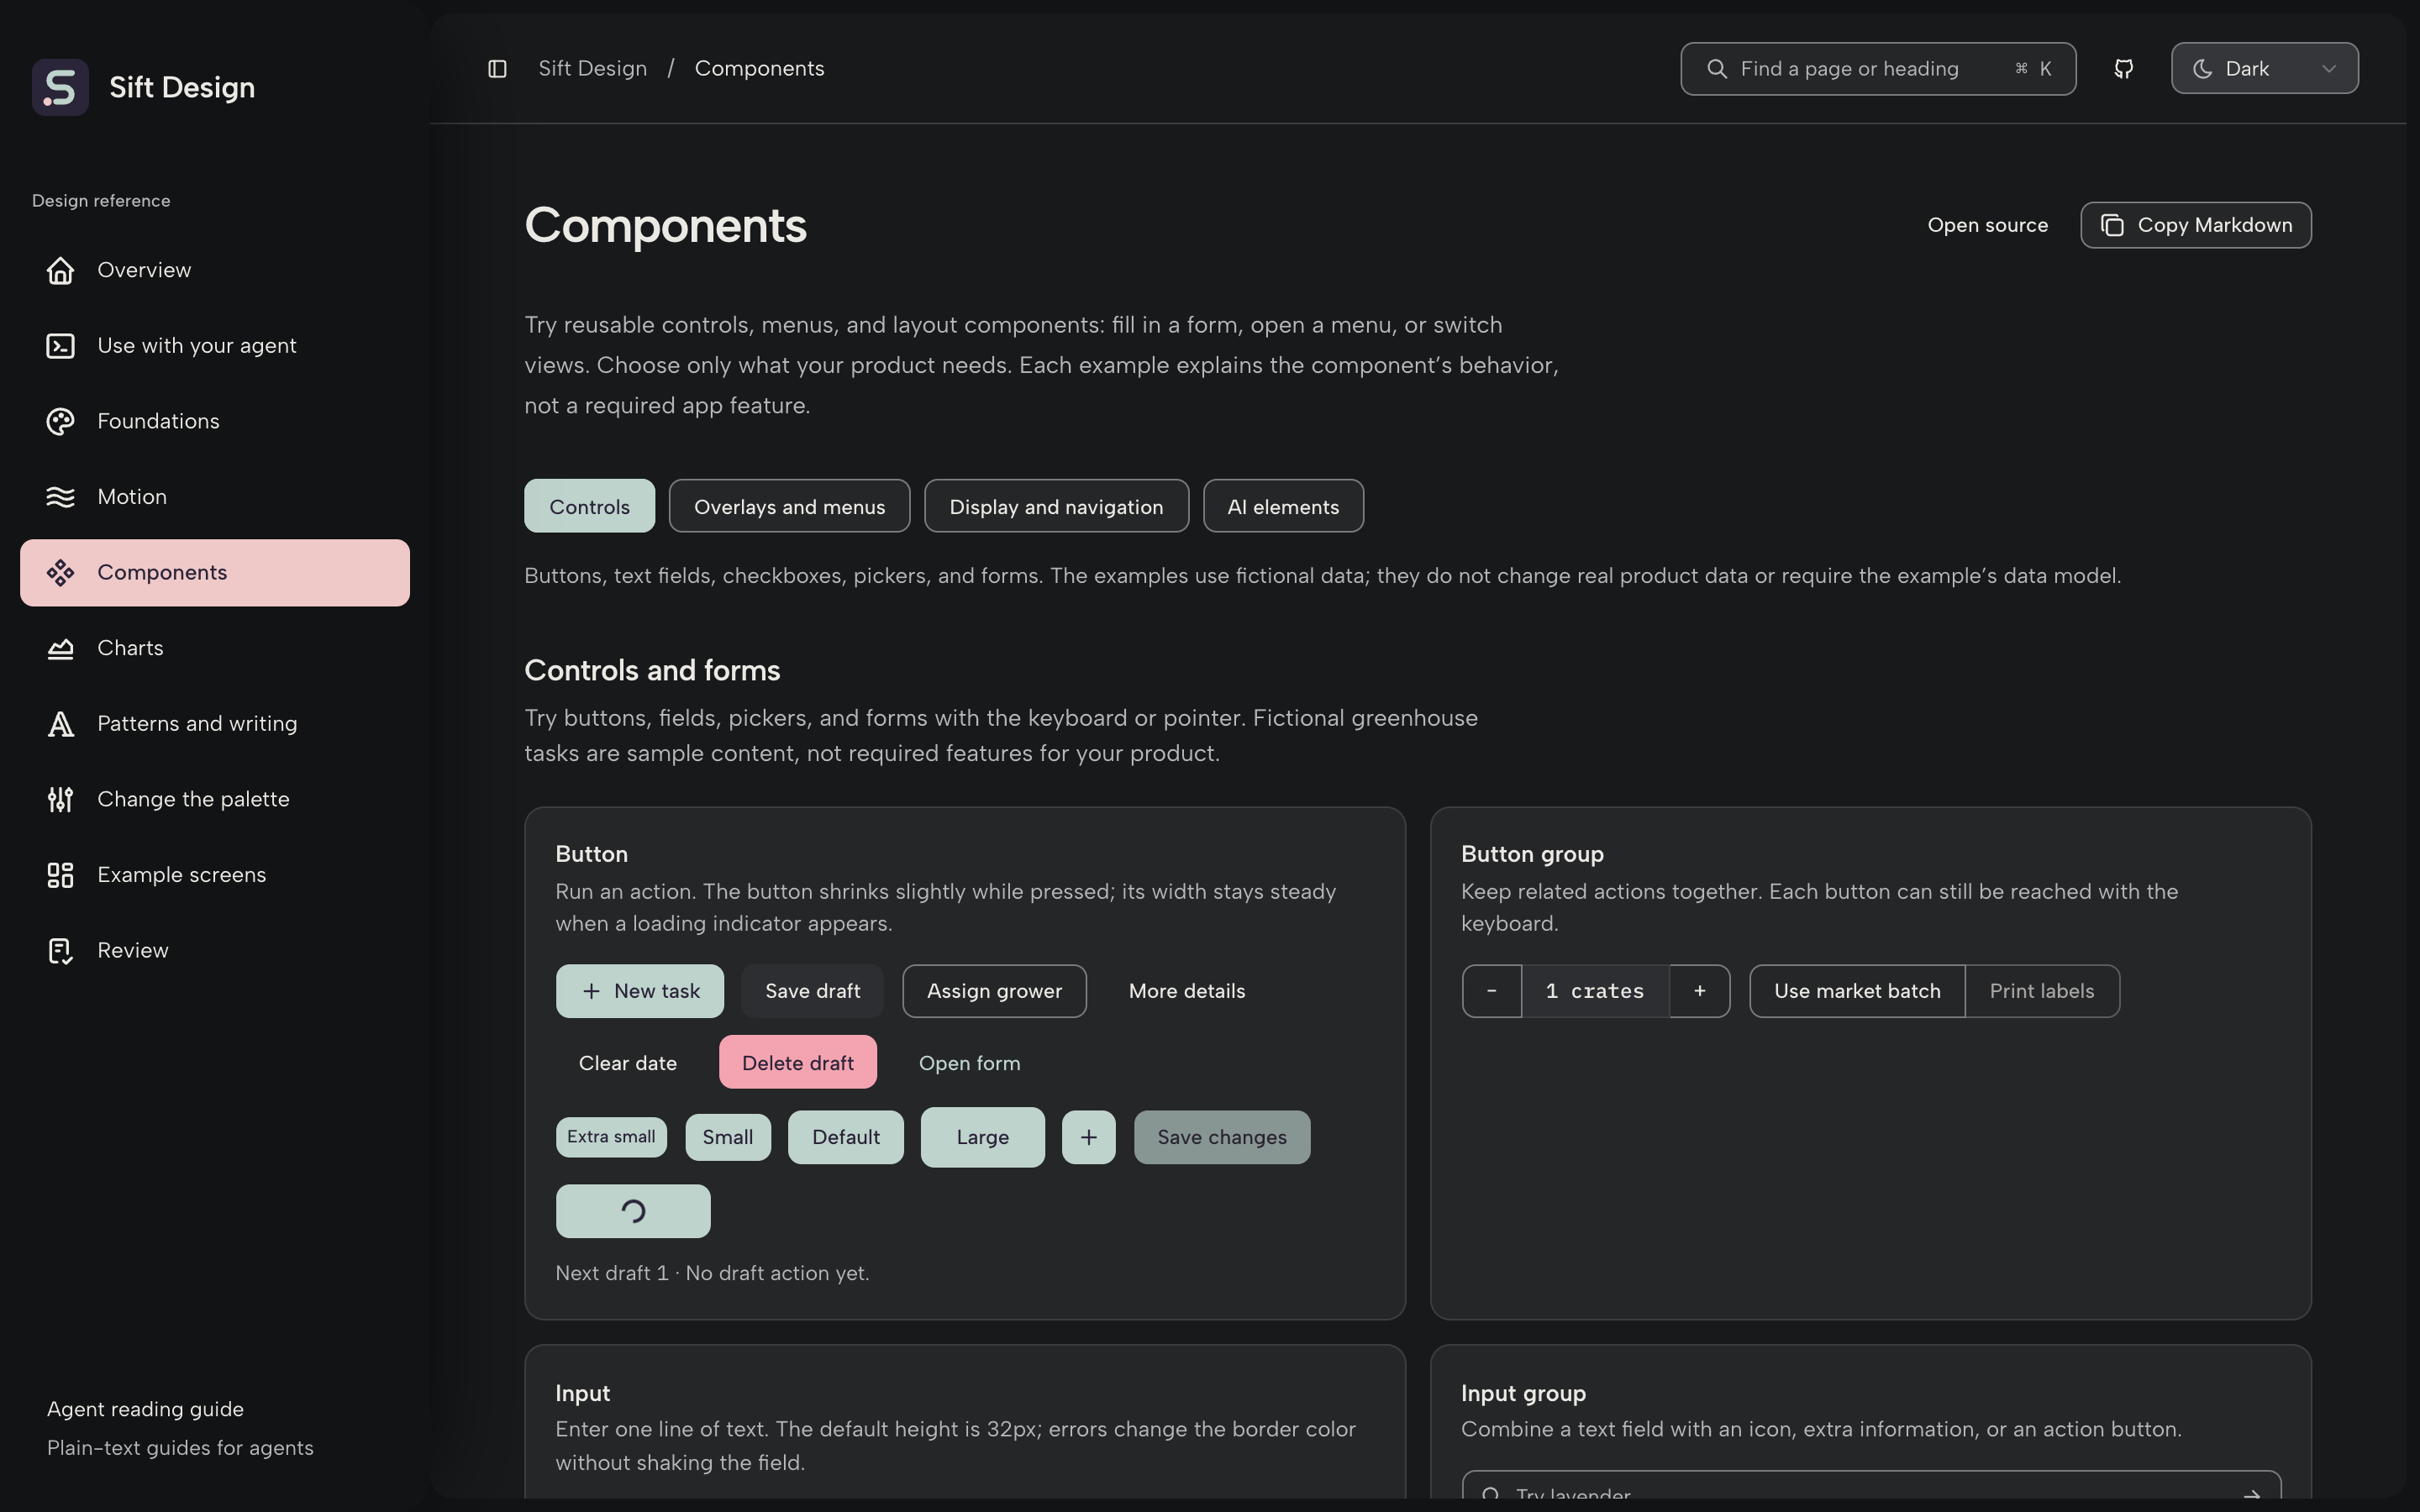 Sift Design
Design reference
Overview
Use with your agent
Foundations
Motion
Components
Charts
Patterns and writing
Change the palette
Example screens
Review
Agent reading guide
Plain-text guides for agents
Sift Design / Components
Find a page or heading ⌘ K
Dark
Components
Open source
Copy Markdown
Try reusable controls, menus, and layout components: fill in a form, open a menu, or switch
views. Choose only what your product needs. Each example explains the component’s behavior,
not a required app feature.
Controls
Overlays and menus
Display and navigation
AI elements
Buttons, text fields, checkboxes, pickers, and forms. The examples use fictional data; they do not change real product data or require the example’s data model.
Controls and forms
Try buttons, fields, pickers, and forms with the keyboard or pointer. Fictional greenhouse
tasks are sample content, not required features for your product.
Button
Run an action. The button shrinks slightly while pressed; its width stays steady
when a loading indicator appears.
+ New task
Save draft
Assign grower
More details
Clear date
Delete draft
Open form
Extra small
Small
Default
Large
+
Save changes
Next draft 1 · No draft action yet.
Button group
Keep related actions together. Each button can still be reached with the
keyboard.
- 1 crates +
Use market batch
Print labels
Input
Enter one line of text. The default height is 32px; errors change the border color
without shaking the field.
Input group
Combine a text field with an icon, extra information, or an action button.
Try lavender